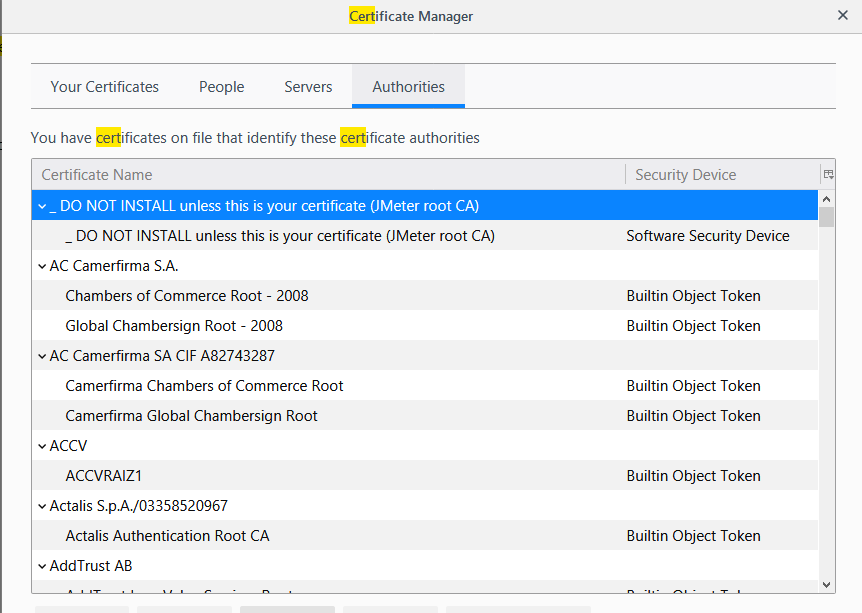 Certificate Manager
Your Certificates People Servers Authorities
You have certificates on file that identify these certificate authorities
Certificate Name Security Device
_ DO NOT INSTALL unless this is your certificate (JMeter root CA)
_ DO NOT INSTALL unless this is your certificate (JMeter root CA) Software Security Device
AC Camerfirma S.A.
Chambers of Commerce Root - 2008 Builtin Object Token
Global Chambersign Root - 2008 Builtin Object Token
AC Camerfirma SA CIF A82743287
Camerfirma Chambers of Commerce Root Builtin Object Token
Camerfirma Global Chambersign Root Builtin Object Token
ACCV
ACCVRAIZ1 Builtin Object Token
Actalis S.p.A./03358520967
Actalis Authentication Root CA Builtin Object Token
AddTrust AB